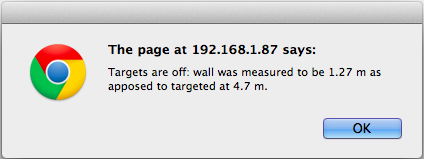 The page at 192.168.1.87 says:
Targets are off: wall was measured to be 1.27 m as
apposed to targeted at 4.7 m.
OK